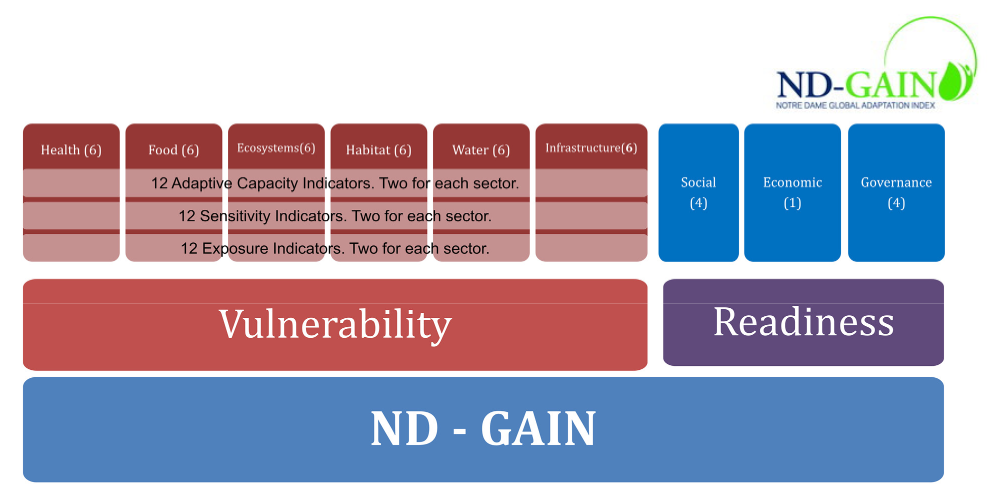 ND-GAIN
NOTRE DAME GLOBAL ADAPTATION INDEX
Health (6)
Food (6)
Ecosystems(6)
Habitat (6)
Water (6)
Infrastructure(6)
12 Adaptive Capacity Indicators. Two for each sector.
12 Sensitivity Indicators. Two for each sector.
12 Exposure Indicators. Two for each sector.
Social
(4)
Economic
(1)
Governance
(4)
Vulnerability
Readiness
ND - GAIN